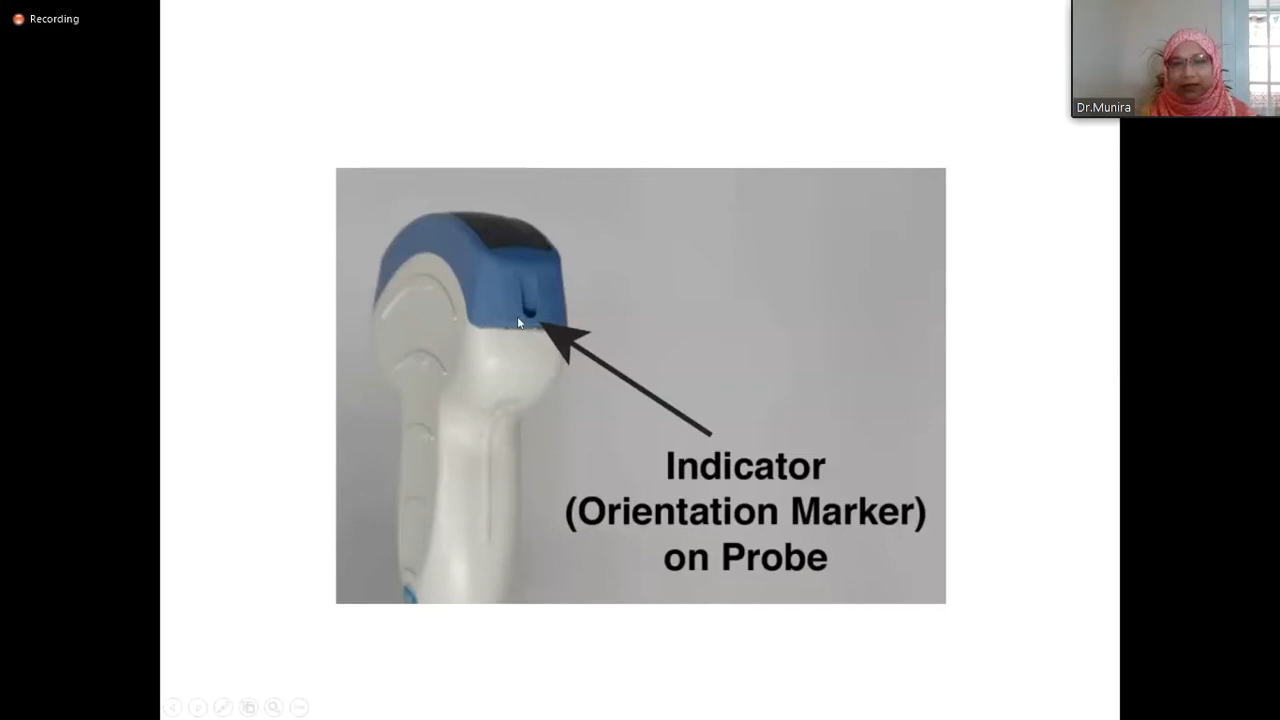 Recording
Dr.Munira
Indicator
(Orientation Marker)
on Probe